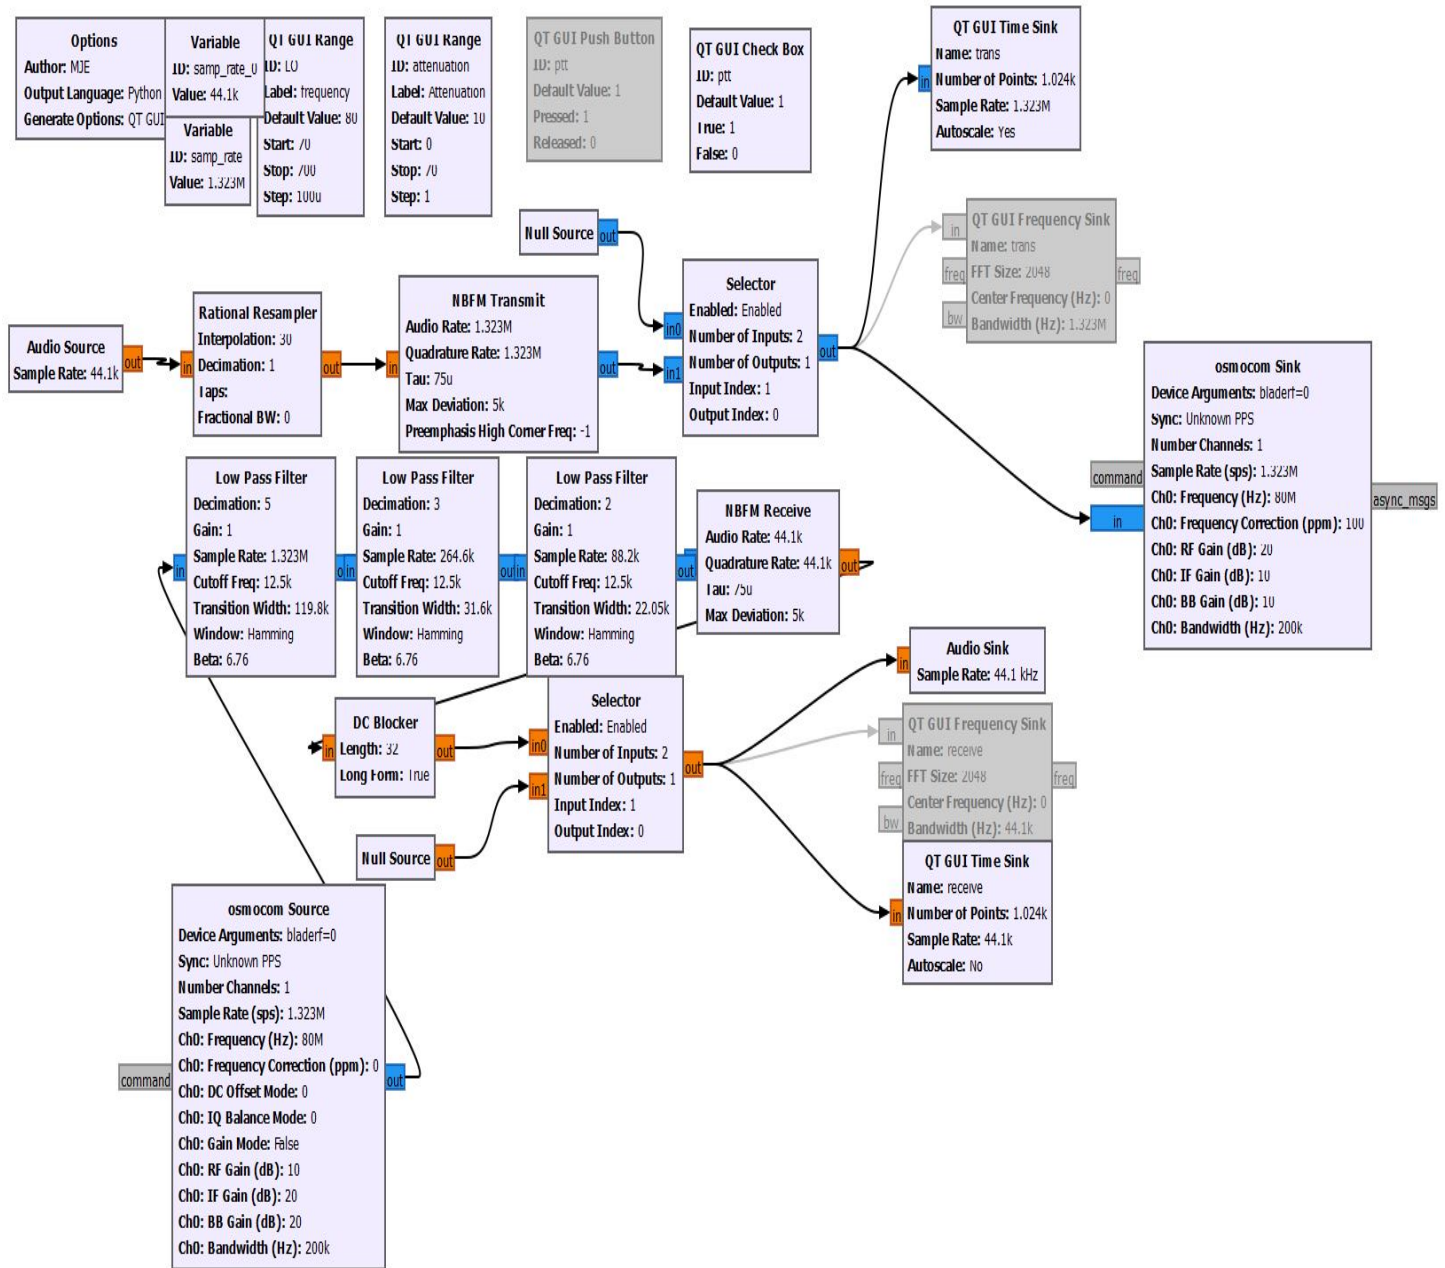 Options
Author: MJE
Output Language: Python
Generate Options: QT GUI
Variable
ID: samp_rate_0
Value: 44.1k
Variable
ID: samp_rate
Value: 1.323M
QT GUI Range
ID: LO
Label: frequency
Default Value: 80
Start: 70
Stop: 700
Step: 100u
QT GUI Range
ID: attenuation
Label: Attenuation
Default Value: 10
Start: 0
Stop: 70
Step: 1
QT GUI Push Button
ID: ptt
Default Value: 1
Pressed: 1
Released: 0
QT GUI Check Box
ID: ptt
Default Value: 1
True: 1
False: 0
QT GUI Time Sink
Name: trans
Number of Points: 1.024k
Sample Rate: 1.323M
Autoscale: Yes
in
Null Source
out
QT GUI Frequency Sink
Name: trans
FFT Size: 2048
Center Frequency (Hz): 0
Bandwidth (Hz): 1.323M
in
freq
bw
freq
Audio Source
Sample Rate: 44.1k
out
in
Rational Resampler
Interpolation: 30
Decimation: 1
Taps:
Fractional BW: 0
out
in
NBFM Transmit
Audio Rate: 1.323M
Quadrature Rate: 1.323M
Tau: 75u
Max Deviation: 5k
Preemphasis High Corner Freq: -1
out
in0
in1
Selector
Enabled: Enabled
Number of Inputs: 2
Number of Outputs: 1
Input Index: 1
Output Index: 0
out
osmocom Sink
Device Arguments: bladerf=0
Sync: Unknown PPS
Number Channels: 1
Sample Rate (sps): 1.323M
Ch0: Frequency (Hz): 80M
Ch0: Frequency Correction (ppm): 100
Ch0: RF Gain (dB): 20
Ch0: IF Gain (dB): 10
Ch0: BB Gain (dB): 10
Ch0: Bandwidth (Hz): 200k
command
in
async_msgs
in
Low Pass Filter
Decimation: 5
Gain: 1
Sample Rate: 1.323M
Cutoff Freq: 12.5k
Transition Width: 119.8k
Window: Hamming
Beta: 6.76
in
Low Pass Filter
Decimation: 3
Gain: 1
Sample Rate: 264.6k
Cutoff Freq: 12.5k
Transition Width: 31.6k
Window: Hamming
Beta: 6.76
in
Low Pass Filter
Decimation: 2
Gain: 1
Sample Rate: 88.2k
Cutoff Freq: 12.5k
Transition Width: 22.05k
Window: Hamming
Beta: 6.76
out
NBFM Receive
Audio Rate: 44.1k
Quadrature Rate: 44.1k
Tau: 75u
Max Deviation: 5k
out
in
DC Blocker
Length: 32
Long Form: True
out
Null Source
out
in0
in1
Selector
Enabled: Enabled
Number of Inputs: 2
Number of Outputs: 1
Input Index: 1
Output Index: 0
out
in
Audio Sink
Sample Rate: 44.1 kHz
QT GUI Frequency Sink
Name: receive
FFT Size: 2048
Center Frequency (Hz): 0
Bandwidth (Hz): 44.1k
in
freq
bw
freq
QT GUI Time Sink
Name: receive
Number of Points: 1.024k
Sample Rate: 44.1k
Autoscale: No
in
osmocom Source
Device Arguments: bladerf=0
Sync: Unknown PPS
Number Channels: 1
Sample Rate (sps): 1.323M
Ch0: Frequency (Hz): 80M
Ch0: Frequency Correction (ppm): 0
Ch0: DC Offset Mode: 0
Ch0: IQ Balance Mode: 0
Ch0: Gain Mode: False
Ch0: RF Gain (dB): 10
Ch0: IF Gain (dB): 20
Ch0: BB Gain (dB): 20
Ch0: Bandwidth (Hz): 200k
command
out